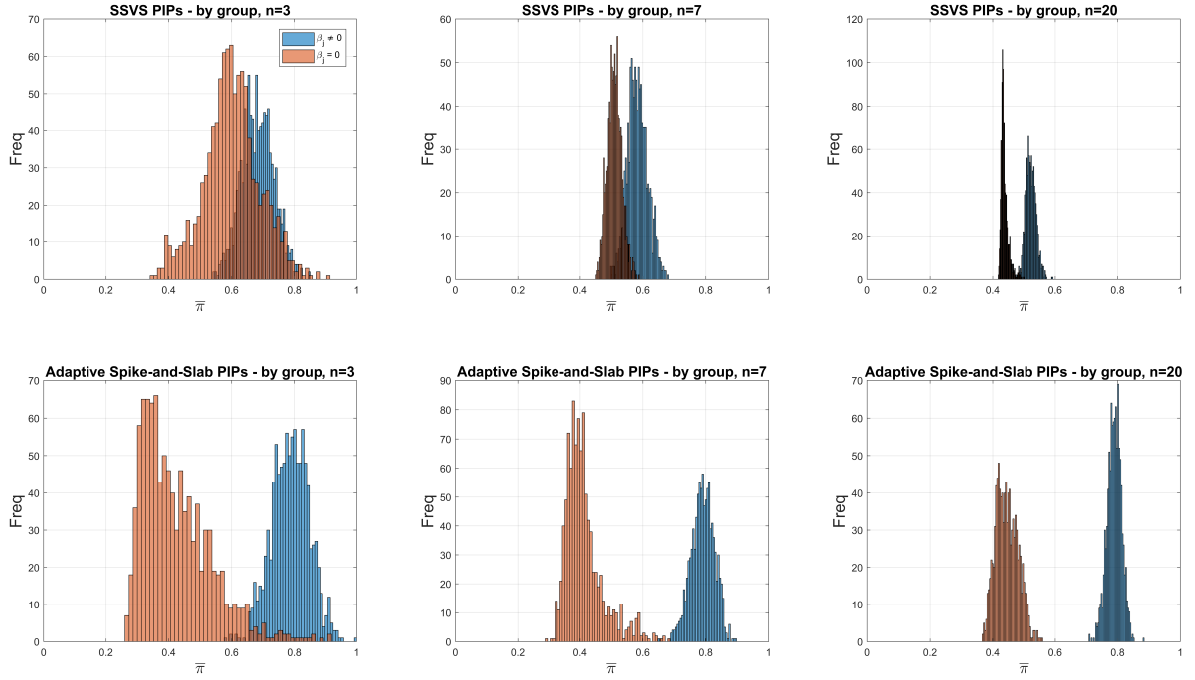 SSVS PIPs - by group, n=3
SSVS PIPs - by group, n=7
SSVS PIPs - by group, n=20
70
60
50
40
30
20
10
0
Freq
β_j ≠ 0
β_j = 0
0 0.2 0.4 0.6 0.8 1
π̅
60
50
40
30
20
10
0
Freq
0 0.2 0.4 0.6 0.8 1
π̅
120
100
80
60
40
20
0
Freq
0 0.2 0.4 0.6 0.8 1
π̅
Adaptive Spike-and-Slab PIPs - by group, n=3
Adaptive Spike-and-Slab PIPs - by group, n=7
Adaptive Spike-and-Slab PIPs - by group, n=20
70
60
50
40
30
20
10
0
Freq
0 0.2 0.4 0.6 0.8 1
π̅
90
80
70
60
50
40
30
20
10
0
Freq
0 0.2 0.4 0.6 0.8 1
π̅
70
60
50
40
30
20
10
0
Freq
0 0.2 0.4 0.6 0.8 1
π̅